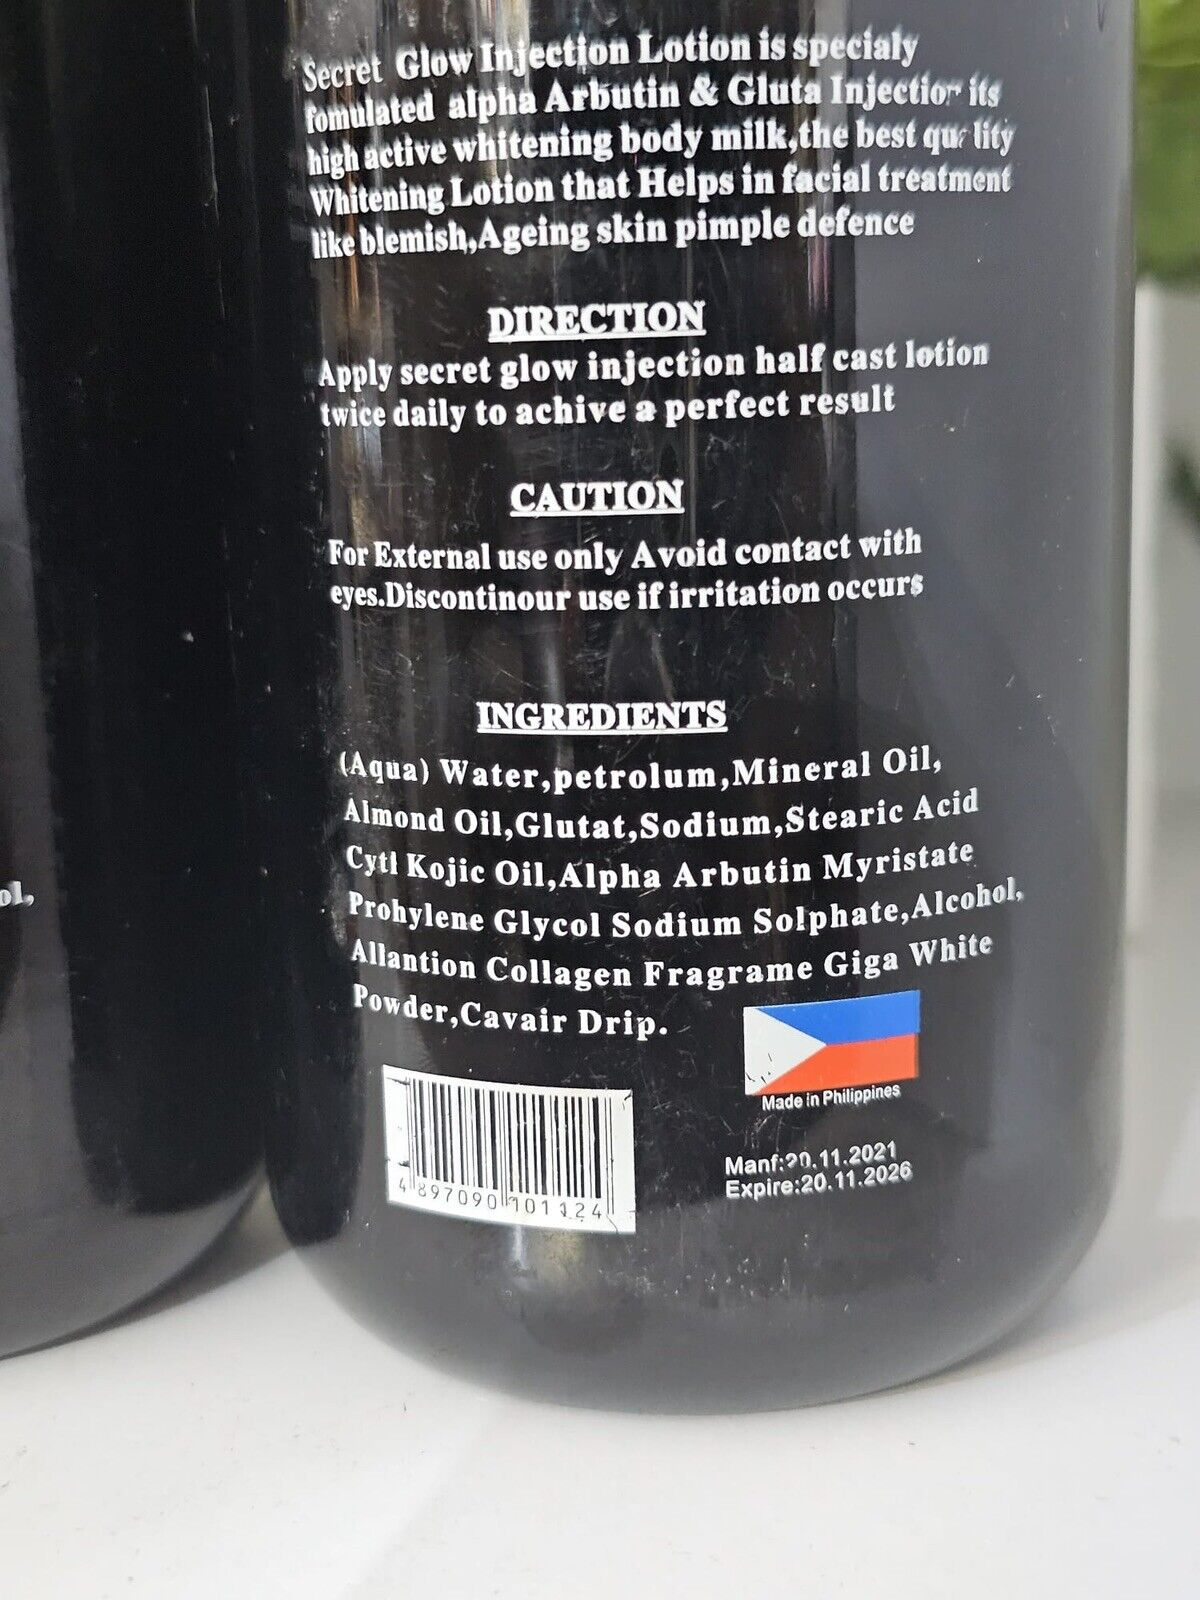 Secret Glow Injection Lotion is specialy
fomulated alpha Arbutin & Gluta Injection its
high active whitening body milk,the best quality
Whitening Lotion that Helps in facial treatment
like blemish,Ageing skin pimple defence
DIRECTION
Apply secret glow injection half cast lotion
twice daily to achive a perfect result
CAUTION
For External use only Avoid contact with
eyes.Discontinour use if irritation occurs
INGREDIENTS
(Aqua) Water,petrolum,Mineral Oil,
Almond Oil,Glutat,Sodium,Stearic Acid
Cytl Kojic Oil,Alpha Arbutin Myristate
Prohylene Glycol Sodium Solphate,Alcohol,
ol,
Allantion Collagen Fragrame Giga White
Powder,Cavair Drip.
Made in Philippines
4 897090 101124
Manf:20.11.2021
Expire:20.11.2026